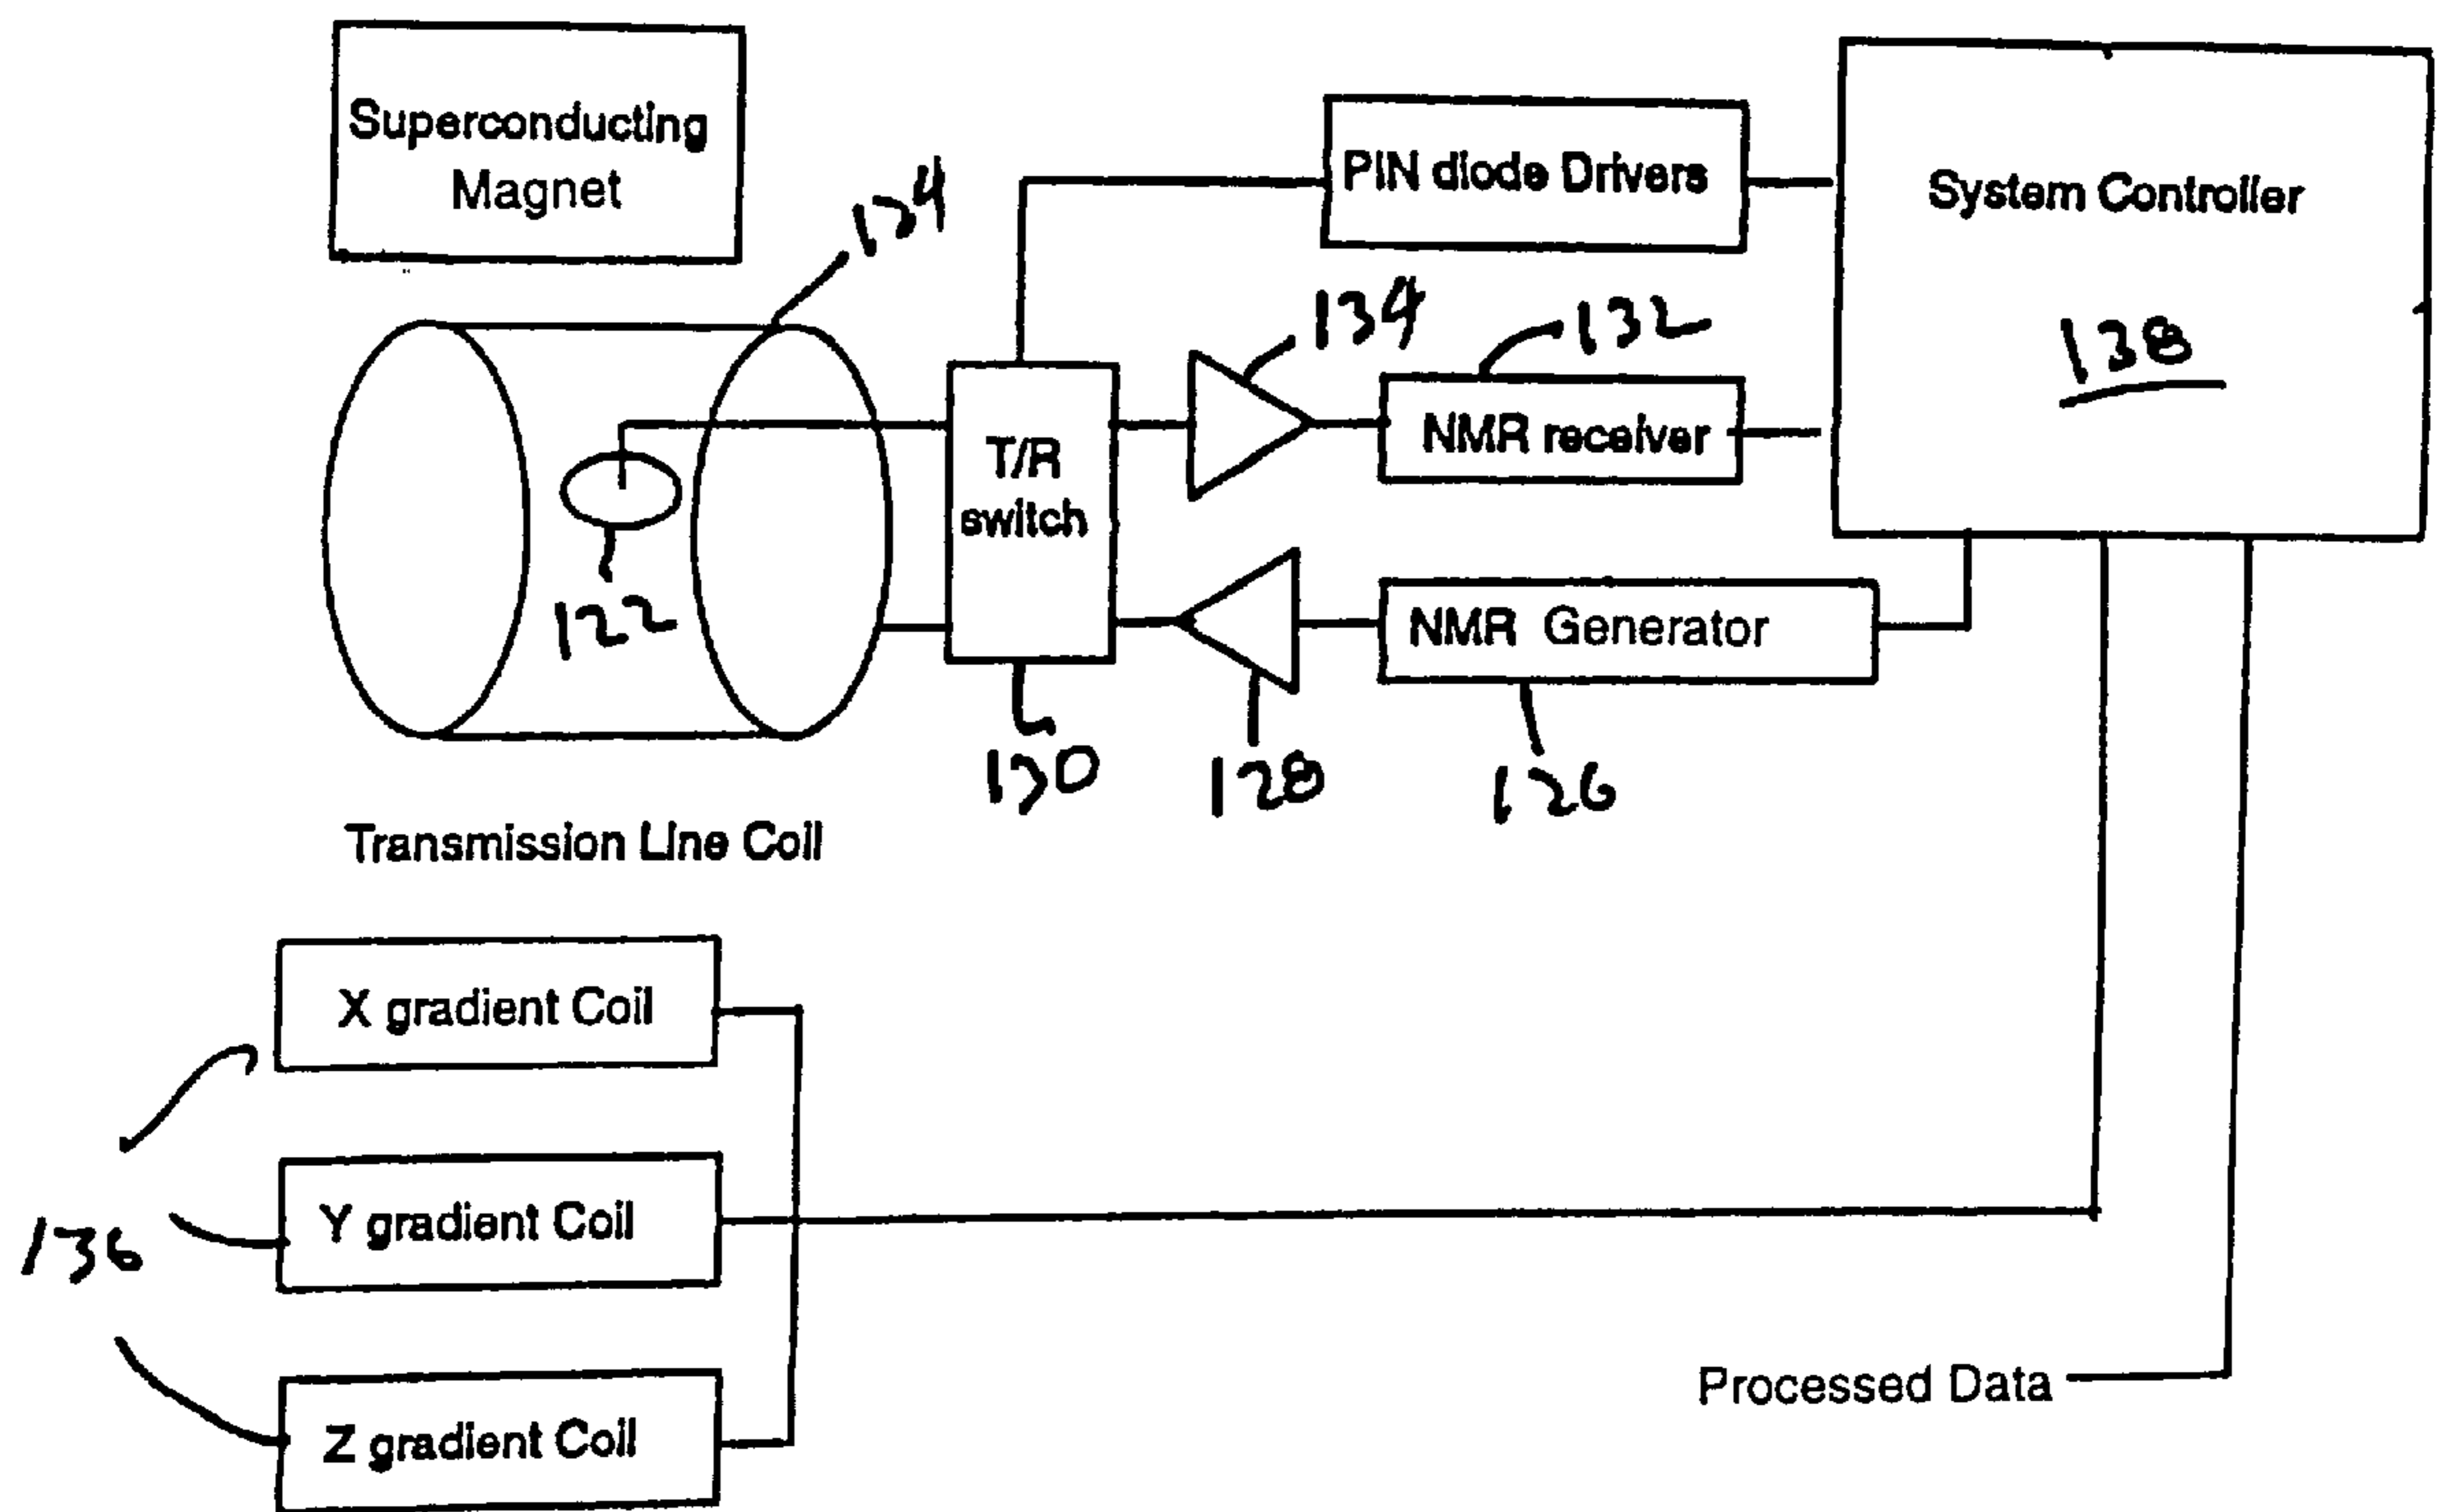 Superconducting
Magnet
134
PIN diode Drivers
System Controller
138
134
132
T/R
switch
NMR receiver
122
NMR Generator
130
128
126
Transmission Line Coil
X gradient Coil
Y gradient Coil
136
Z gradient Coil
Processed Data